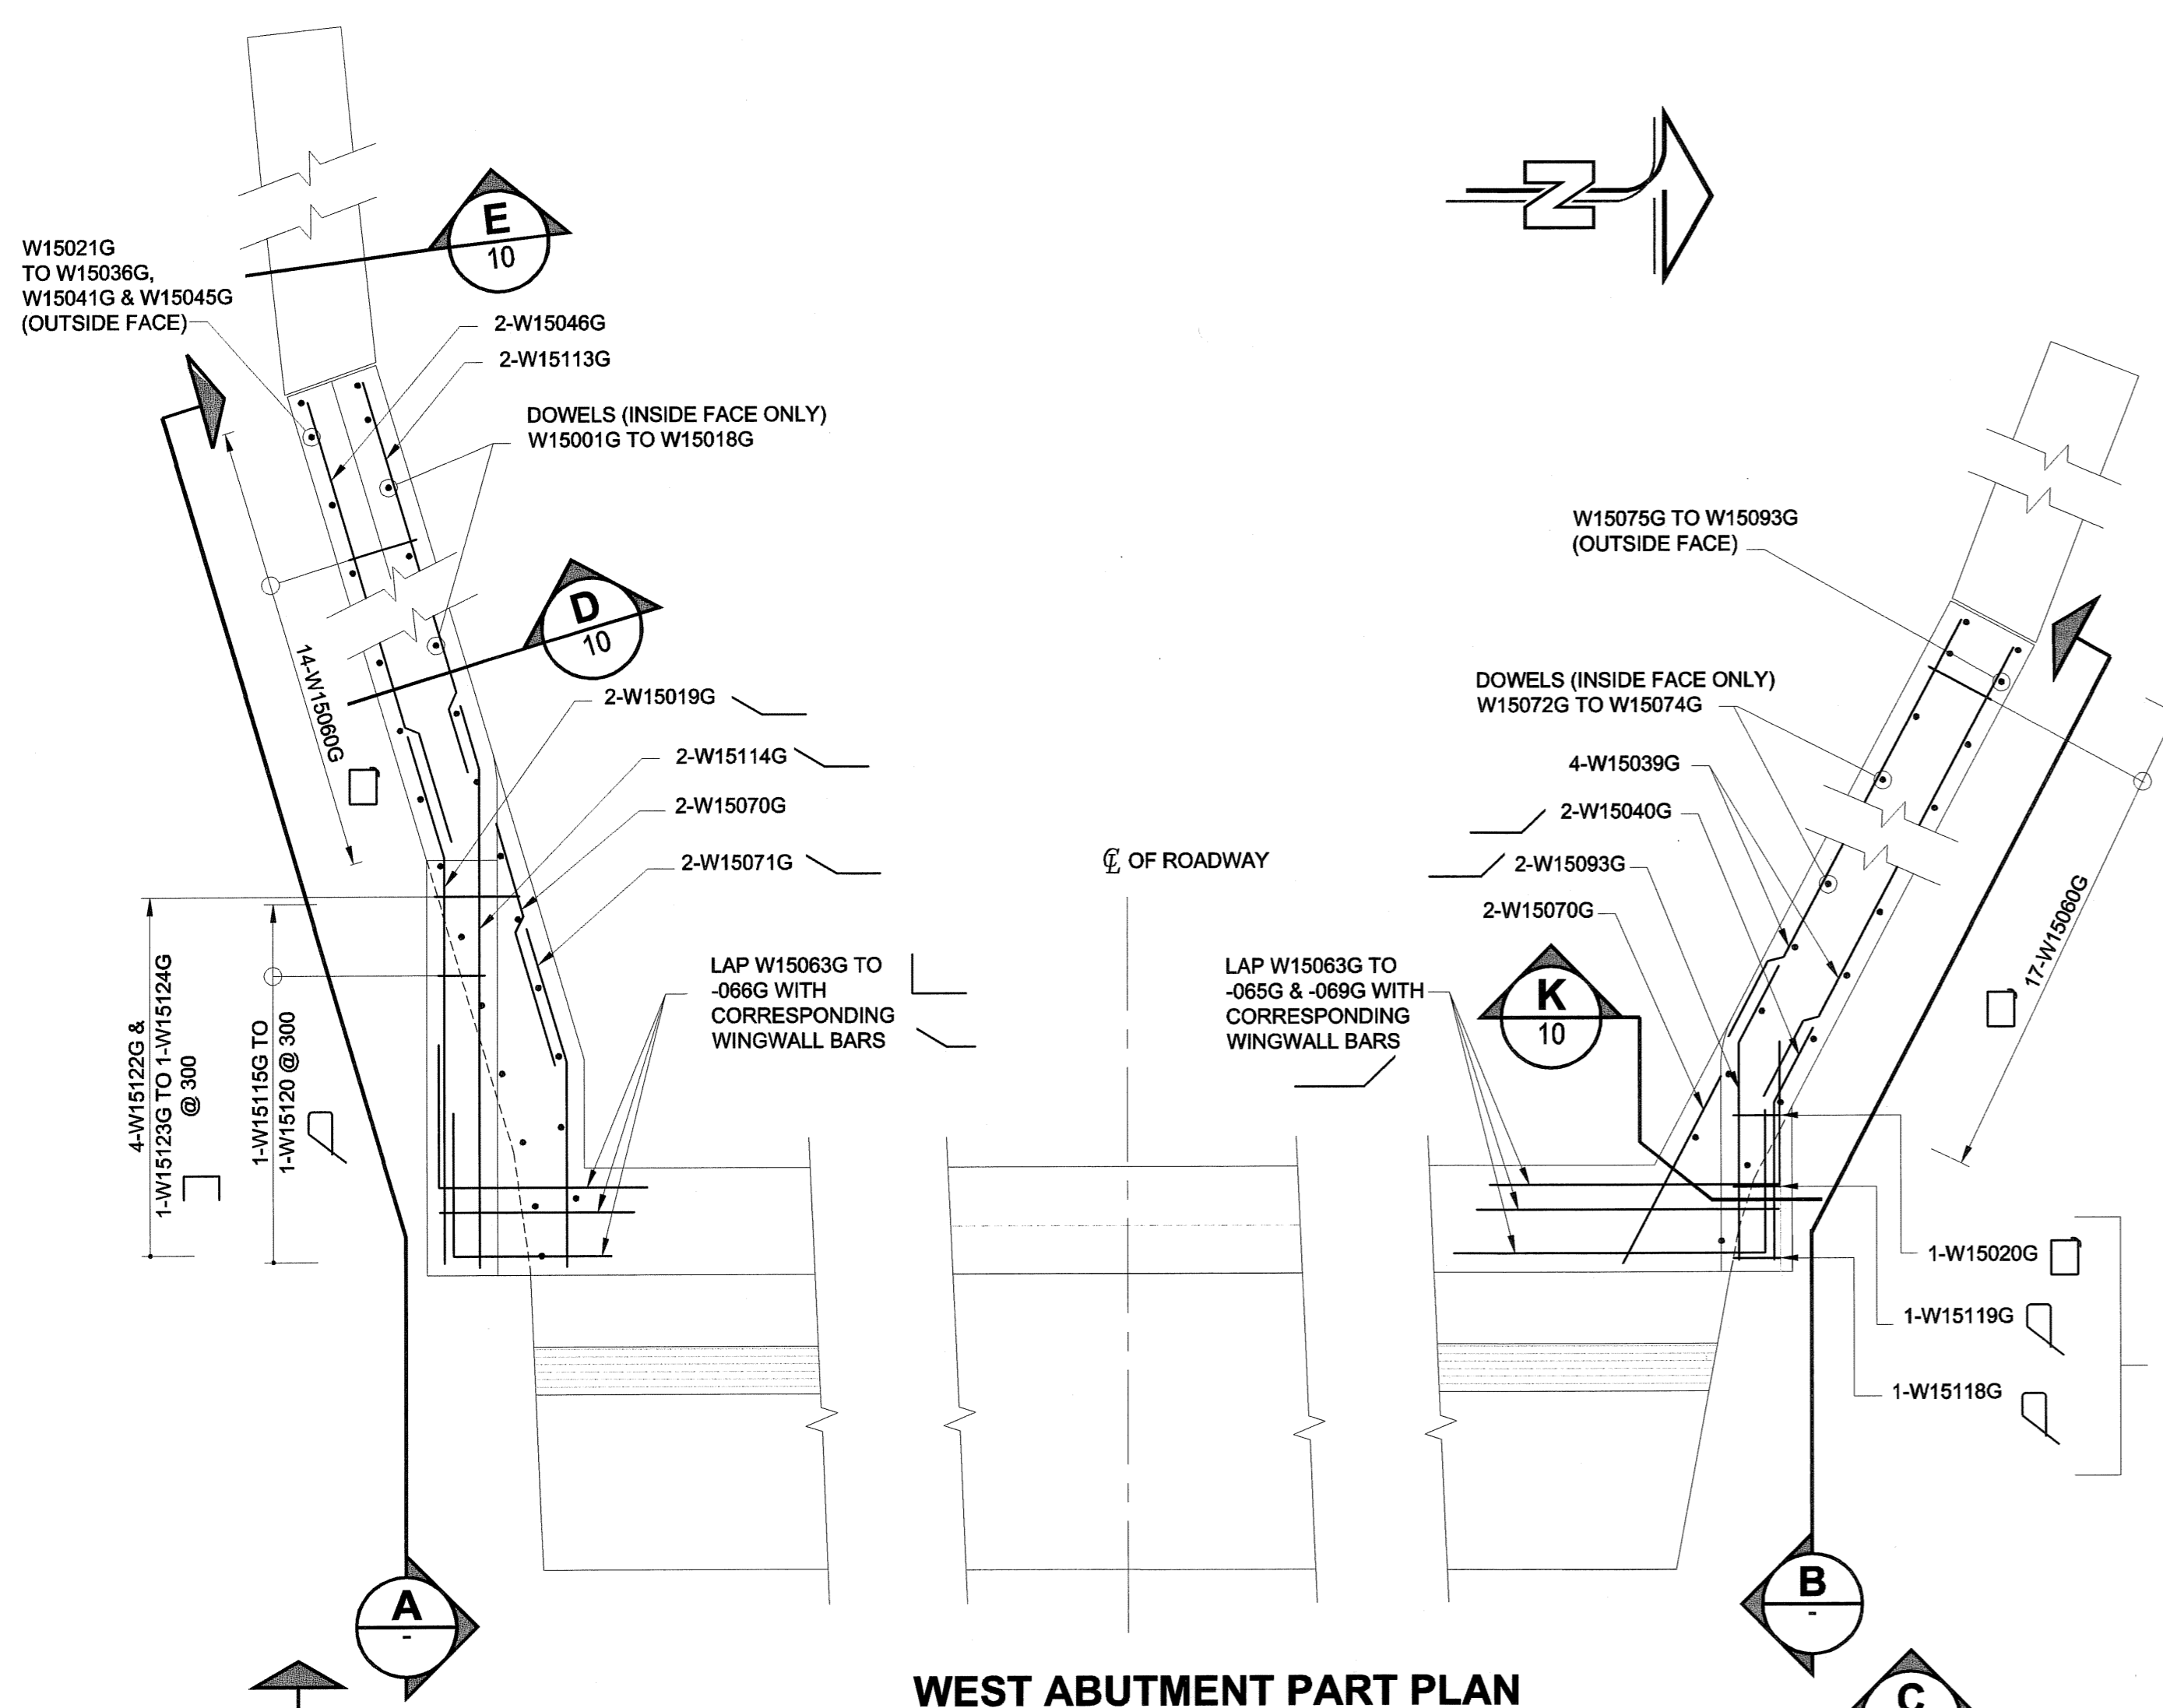 N
E
10
W15021G
TO W15036G,
W15041G & W15045G
(OUTSIDE FACE)
2-W15046G
2-W15113G
DOWELS (INSIDE FACE ONLY)
W15001G TO W15018G
14-W15060G
D
10
2-W15019G
2-W15114G
2-W15070G
2-W15071G
4-W15122G &
1-W15123G TO 1-W15124G
@ 300
1-W15115G TO
1-W15120 @ 300
LAP W15063G TO
-066G WITH
CORRESPONDING
WINGWALL BARS
℄ OF ROADWAY
W15075G TO W15093G
(OUTSIDE FACE)
DOWELS (INSIDE FACE ONLY)
W15072G TO W15074G
4-W15039G
2-W15040G
2-W15093G
2-W15070G
LAP W15063G TO
-065G & -069G WITH
CORRESPONDING
WINGWALL BARS
K
10
17-W15060G
1-W15020G
1-W15119G
1-W15118G
A
-
B
-
WEST ABUTMENT PART PLAN
C